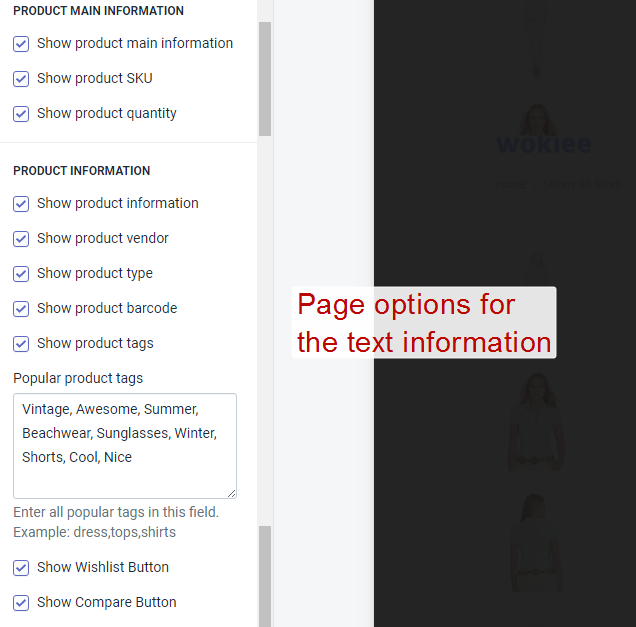 PRODUCT MAIN INFORMATION
Show product main information
Show product SKU
Show product quantity
PRODUCT INFORMATION
Show product information
Show product vendor
Show product type
Show product barcode
Show product tags
Popular product tags
Vintage, Awesome, Summer,
Beachwear, Sunglasses, Winter,
Shorts, Cool, Nice
Enter all popular tags in this field.
Example: dress,tops,shirts
Show Wishlist Button
Show Compare Button
wokiee
Page options for
the text information